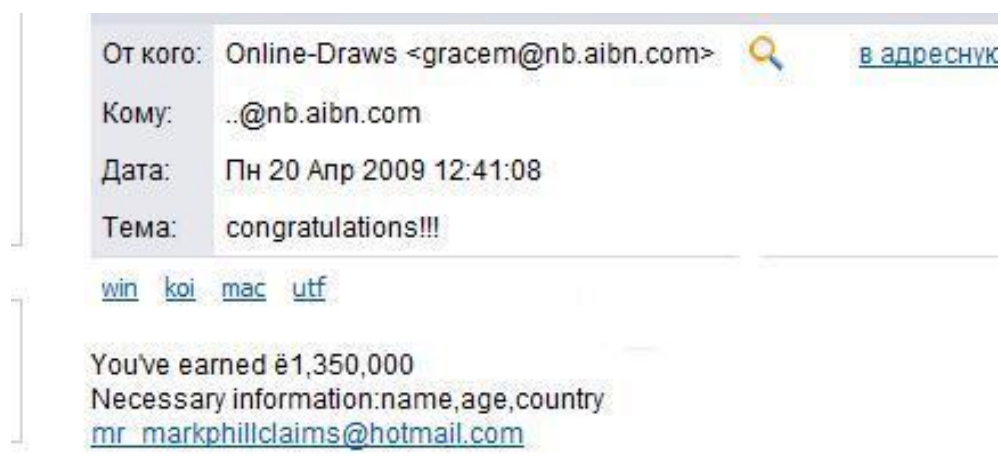 От кого: Online-Draws <gracem@nb.aibn.com> в адресную
Кому: ..@nb.aibn.com
Дата: Пн 20 Апр 2009 12:41:08
Тема: congratulations!!!
win koi mac utf
You've earned ё1,350,000
Necessary information:name,age,country
mr_markphillclaims@hotmail.com